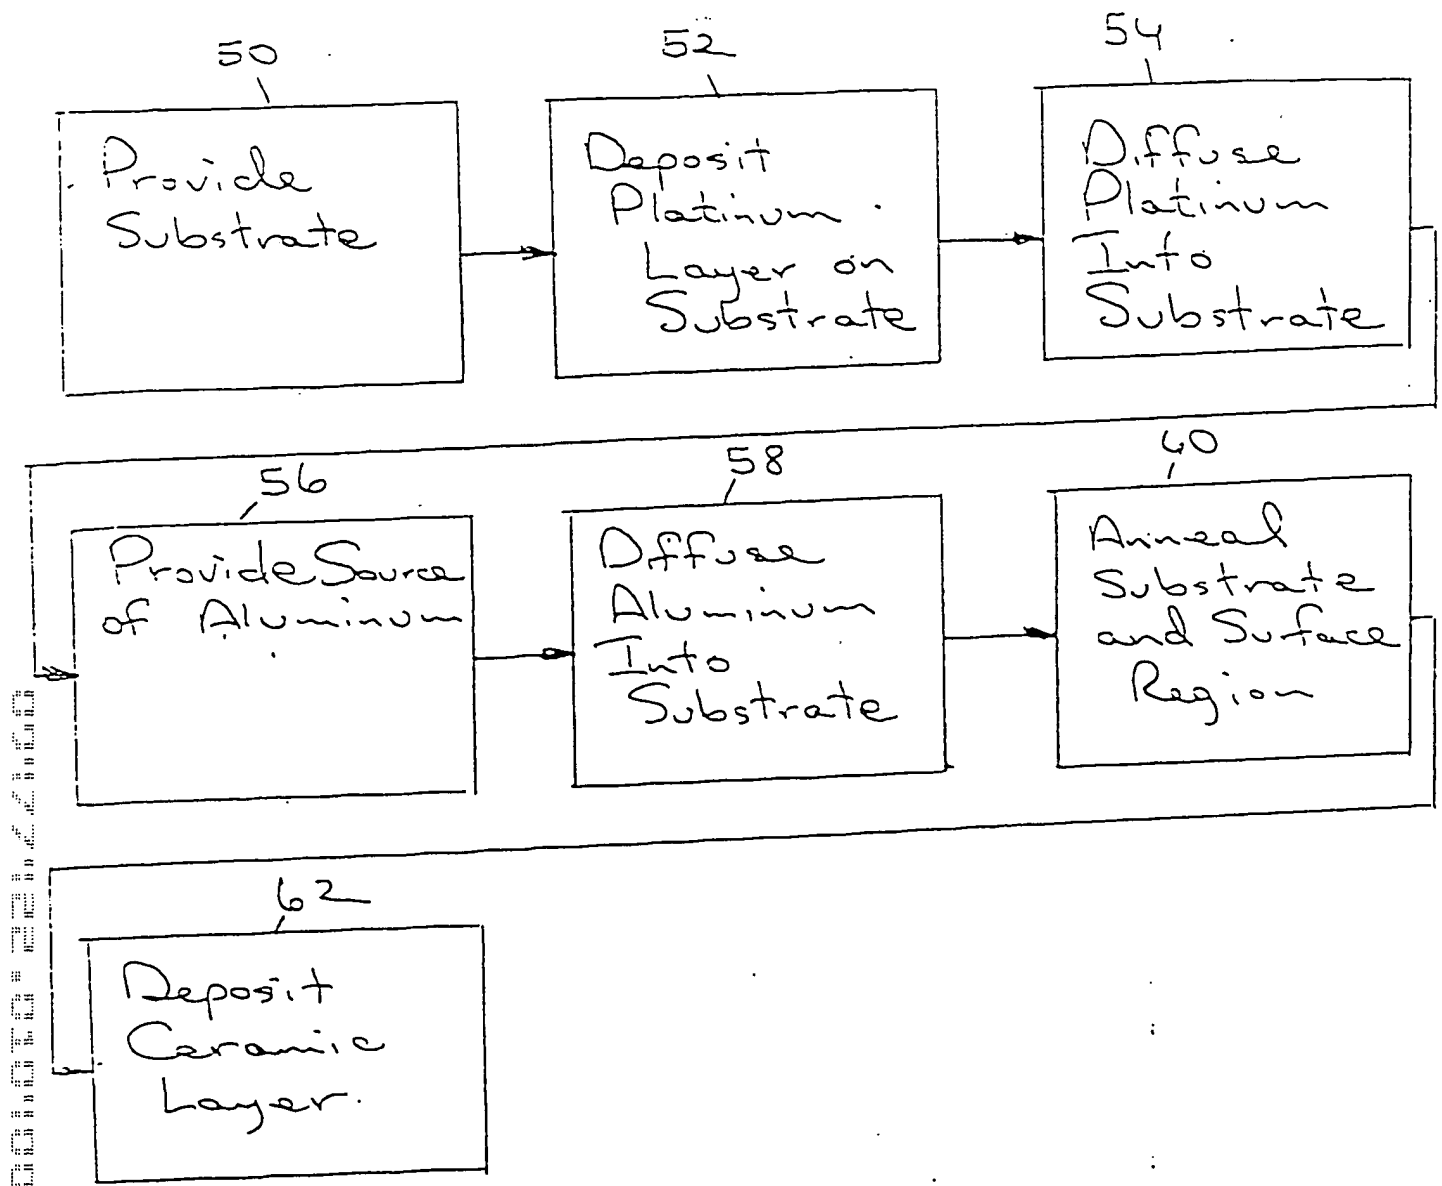 50
Provide
Substrate
52
Deposit
Platinum
Layer on
Substrate
54
Diffuse
Platinum
Into
Substrate
56
Provide Source
of Aluminum
58
Diffuse
Aluminum
Into
Substrate
60
Anneal
Substrate
and Surface
Region
62
Deposit
Ceramic
Layer.